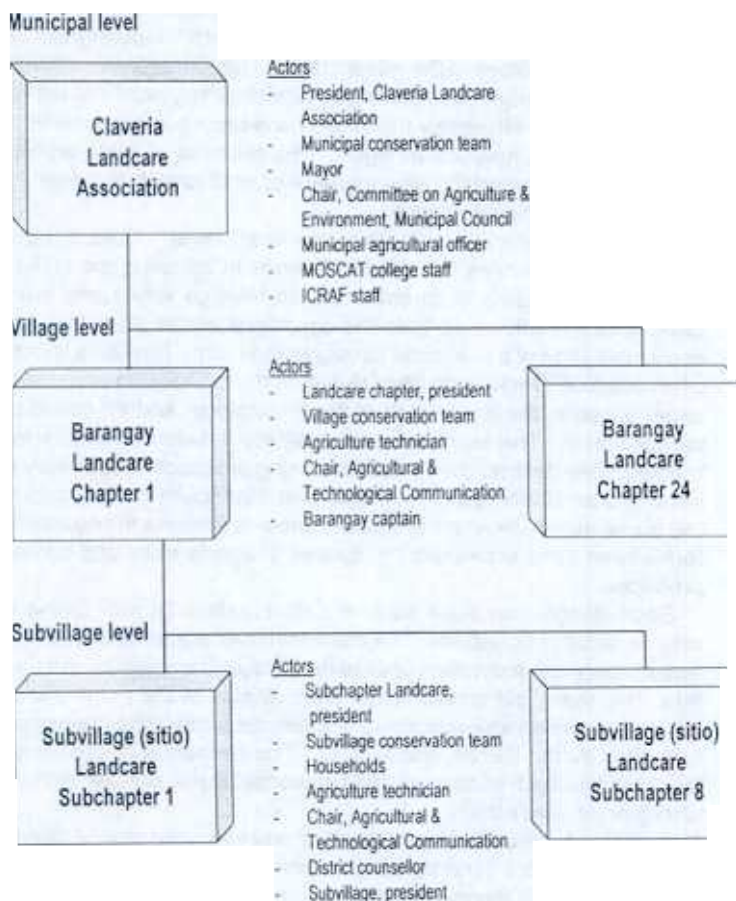 Municipal level
Claveria
Landcare
Association
Actors
- President, Claveria Landcare
Association
- Municipal conservation team
- Mayor
- Chair, Committee on Agriculture &
Environment, Municipal Council
- Municipal agricultural officer
- MOSCAT college staff
- ICRAF staff
Village level
Barangay
Landcare
Chapter 1
Actors
- Landcare chapter, president
- Village conservation team
- Agriculture technician
- Chair, Agricultural &
Technological Communication
- Barangay captain
Barangay
Landcare
Chapter 24
Subvillage level
Subvillage (sitio)
Landcare
Subchapter 1
Actors
- Subchapter Landcare,
president
- Subvillage conservation team
- Households
- Agriculture technician
- Chair, Agricultural &
Technological Communication
- District counsellor
- Subvillage, president
Subvillage (sitio)
Landcare
Subchapter 8